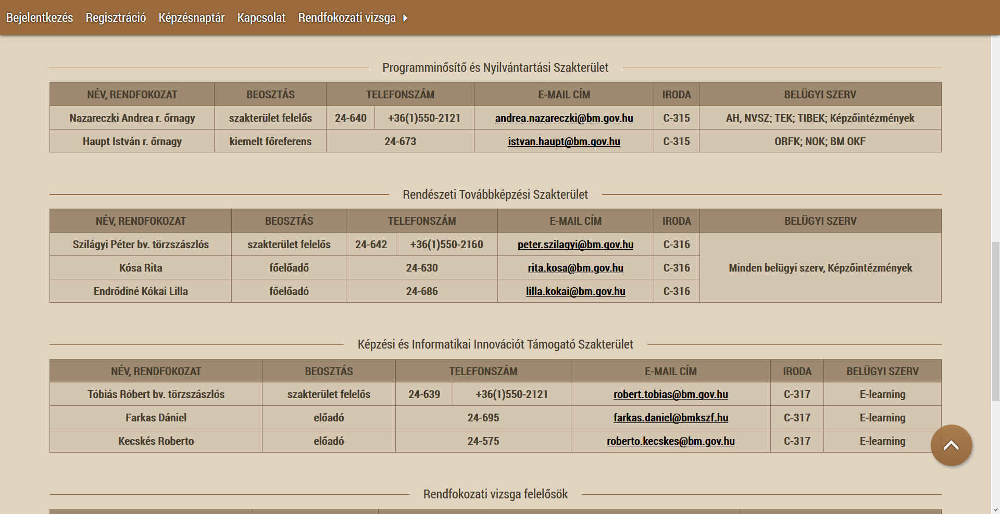 Bejelentkezés Regisztráció Képzésnaptár Kapcsolat Rendfokozati vizsga
Programminősítő és Nyilvántartási Szakterület
NÉV, RENDFOKOZAT BEOSZTÁS TELEFONSZÁM E-MAIL CÍM IRODA BELÜGYI SZERV
Nazareczki Andrea r. őrnagy szakterület felelős 24-640 +36(1)550-2121 andrea.nazareczki@bm.gov.hu C-315 AH, NVSZ; TEK; TIBEK; Képzőintézmények
Haupt István r. őrnagy kiemelt főreferens 24-673 istvan.haupt@bm.gov.hu C-315 ORFK; NOK; BM OKF
Rendészeti Továbbképzési Szakterület
NÉV, RENDFOKOZAT BEOSZTÁS TELEFONSZÁM E-MAIL CÍM IRODA BELÜGYI SZERV
Szilágyi Péter bv. törzszászlós szakterület felelős 24-642 +36(1)550-2160 peter.szilagyi@bm.gov.hu C-316
Kósa Rita főelőadő 24-630 rita.kosa@bm.gov.hu C-316 Minden belügyi szerv, Képzőintézmények
Endrődiné Kókai Lilla főelőadó 24-686 lilla.kokai@bm.gov.hu C-316
Képzési és Informatikai Innovációt Támogató Szakterület
NÉV, RENDFOKOZAT BEOSZTÁS TELEFONSZÁM E-MAIL CÍM IRODA BELÜGYI SZERV
Tóbiás Róbert bv. törzszászlós szakterület felelős 24-639 +36(1)550-2121 robert.tobias@bm.gov.hu C-317 E-learning
Farkas Dániel előadó 24-695 farkas.daniel@bmkszf.hu C-317 E-learning
Kecskés Roberto előadó 24-575 roberto.kecskes@bm.gov.hu C-317 E-learning
Rendfokozati vizsga felelősök